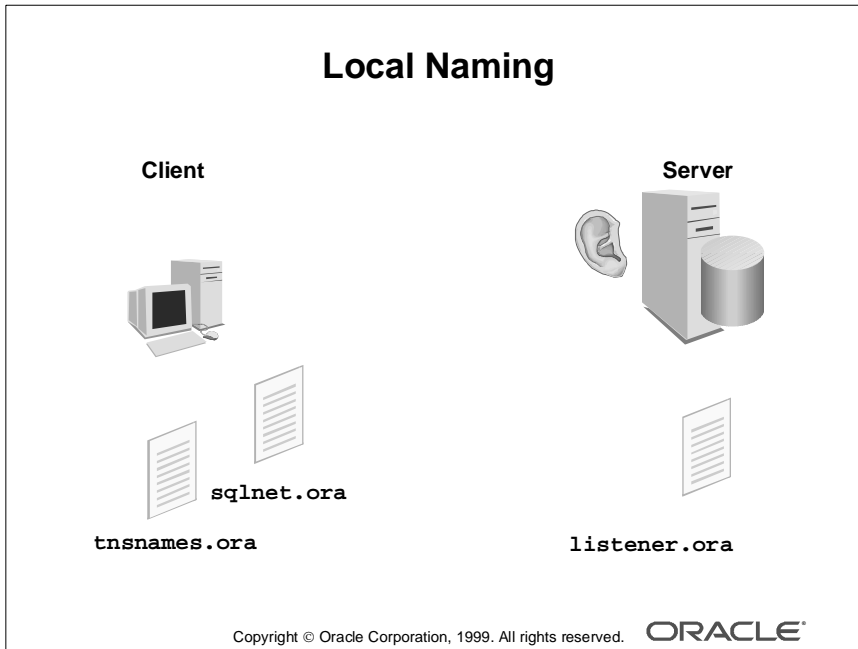 Local Naming
Client
Server
sqlnet.ora
tnsnames.ora
listener.ora
Copyright © Oracle Corporation, 1999. All rights reserved.
ORACLE®